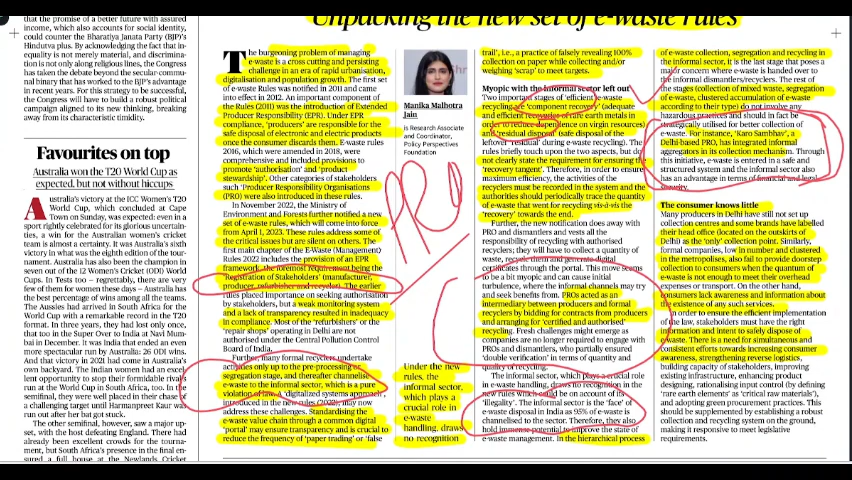 that the promise of a better future with assured
income, which also accounts for social identity,
could counter the Bharatiya Janata Party (BJP)'s
Hindutva plus. By acknowledging the fact that in-
equality is not merely material, and discrimina-
tion is not only along religious lines, the Congress
has taken the debate beyond the secular-commu-
nal binary that has worked to the BJP's advantage
in recent years. For this strategy to be successful,
the Congress will have to build a robust political
campaign aligned to its new thinking, breaking
away from its characteristic timidity.
Favourites on top
Australia won the T20 World Cup as
expected, but not without hiccups
Australia's victory at the ICC Women's T20
World Cup, which concluded at Cape
Town on Sunday, was expected: even in a
sport rightly celebrated for its glorious uncertain-
ties, a win for the Australian women's cricket
team is almost a certainty. It was Australia's sixth
victory in what was the eighth edition of the tour-
nament. Australia has also been the champion in
seven out of the 12 Women's Cricket (ODI) World
Cups. In Tests too – regrettably, there are very
few of them for women these days – Australia has
the best percentage of wins among all the teams.
The Aussies had arrived in South Africa for the
World Cup with a remarkable record in the T20
format. In three years, they had lost only once,
that too in the Super Over to India at Navi Mum-
bai in December. It was India that ended an even
more spectacular run by Australia: 26 ODI wins.
And that victory in 2021 had come in Australia's
own backyard. The Indian women had an excel-
lent opportunity to stop their formidable rivals'
run at the World Cup in South Africa, too. In the
semifinal, they were well placed in their chase of
a challenging target until Harmanpreet Kaur was
run out after her bat got stuck.
The other semifinal, however, saw a major up-
set, with the host defeating England. There had
already been excellent crowds for the tourna-
ment, but South Africa's presence in the final en-
sured a full house at the Newlands Cricket
Unpacking the new set of e-waste rules
The burgeoning problem of managing
e-waste is a cross cutting and persisting
challenge in an era of rapid urbanisation,
digitalisation and population growth. The first set
of e-waste Rules was notified in 2011 and came
into effect in 2012. An important component of
the Rules (2011) was the introduction of Extended
Producer Responsibility (EPR). Under EPR
compliance, 'producers' are responsible for the
safe disposal of electronic and electric products
once the consumer discards them. E-waste rules
2016, which were amended in 2018, were
comprehensive and included provisions to
promote 'authorisation' and 'product
stewardship'. Other categories of stakeholders
such 'Producer Responsibility Organisations
(PRO) were also introduced in these rules.
In November 2022, the Ministry of
Environment and Forests further notified a new
set of e-waste rules, which will come into force
from April 1, 2023. These rules address some of
the critical issues but are silent on others. The
first main chapter of the E-Waste (Management)
Rules 2022 includes the provision of an EPR
framework, the foremost requirement being the
'Registration of Stakeholders' (manufacturer,
producer, refurbisher and recycler). The earlier
rules placed importance on seeking authorisation
by stakeholders, but a weak monitoring system
and a lack of transparency resulted in inadequacy
in compliance. Most of the 'refurbishers' or the
'repair shops' operating in Delhi are not
authorised under the Central Pollution Control
Board of India.
Further, many formal recyclers undertake
activities only up to the pre-processing or
segregation stage, and thereafter channelise
e-waste to the informal sector, which is a pure
violation of law. A 'digitalized systems approach',
introduced in the new rules (2022), may now
address these challenges. Standardising the
e-waste value chain through a common digital
'portal' may ensure transparency and is crucial to
reduce the frequency of 'paper trading' or 'false
Manika Malhotra
Jain
is Research Associate
and Coordinator,
Policy Perspectives
Foundation
PRO
Under the new
rules, the
informal sector,
which plays a
crucial role in
e-waste
handling, draws
no recognition
trail', i.e., a practice of falsely revealing 100%
collection on paper while collecting and/or
weighing 'scrap' to meet targets.
Myopic with the informal sector left out
Two important stages of 'efficient' e-waste
recycling are 'component recovery' (adequate
and efficient recoveries of rare earth metals in
order to reduce dependence on virgin resources)
and 'residual disposal' (safe disposal of the
leftover 'residual' during e-waste recycling). The
rules briefly touch upon the two aspects, but do
not clearly state the requirement for ensuring the
'recovery tangent'. Therefore, in order to ensure
maximum efficiency, the activities of the
recyclers must be recorded in the system and the
authorities should periodically trace the quantity
of e-waste that went for recycling vis-à-vis the
'recovery' towards the end.
Further, the new notification does away with
PRO and dismantlers and vests all the
responsibility of recycling with authorised
recyclers; they will have to collect a quantity of
waste, recycle them and generate digital
certificates through the portal. This move seems
to be a bit myopic and can cause initial
turbulence, where the informal channels may try
and seek benefits from. PROs acted as an
intermediary between producers and formal
recyclers by bidding for contracts from producers
and arranging for 'certified and authorised'
recycling. Fresh challenges might emerge as
companies are no longer required to engage with
PROs and dismantlers, who partially ensured
'double verification' in terms of quantity and
quality of recycling.
The informal sector, which plays a crucial role
in e-waste handling, draws no recognition in the
new rules which could be on account of its
'illegality'. The informal sector is the 'face' of
e-waste disposal in India as 95% of e-waste is
channelised to the sector. Therefore, they also
hold immense potential to improve the state of
e-waste management. In the hierarchical process
of e-waste collection, segregation and recycling in
the informal sector, it is the last stage that poses a
major concern where e-waste is handed over to
the informal dismantlers/recyclers. The rest of
the stages (collection of mixed waste, segregation
of e-waste, clustered accumulation of e-waste
according to their type) do not involve any
hazardous practices and should in fact be
strategically utilised for better collection of
e-waste. For instance, 'Karo Sambhav', a
Delhi-based PRO, has integrated informal
aggregators in its collection mechanism. Through
this initiative, e-waste is entered in a safe and
structured system and the informal sector also
has an advantage in terms of financial and legal
security.
The consumer knows little
Many producers in Delhi have still not set up
collection centres and some brands have labelled
their head office (located on the outskirts of
Delhi) as the 'only' collection point. Similarly,
formal companies, low in number and clustered
in the metropolises, also fail to provide doorstep
collection to consumers when the quantum of
e-waste is not enough to meet their overhead
expenses or transport. On the other hand,
consumers lack awareness and information about
the existence of any such services.
In order to ensure the efficient implementation
of the law, stakeholders must have the right
information and intent to safely dispose of
e-waste. There is need for simultaneous and
consistent efforts towards increasing consumer
awareness, strengthening reverse logistics,
building capacity of stakeholders, improving
existing infrastructure, enhancing product
designing, rationalising input control (by defining
'rare earth elements' as 'critical raw materials'),
and adopting green procurement practices. This
should be supplemented by establishing a robust
collection and recycling system on the ground,
making it responsive to meet legislative
requirements.